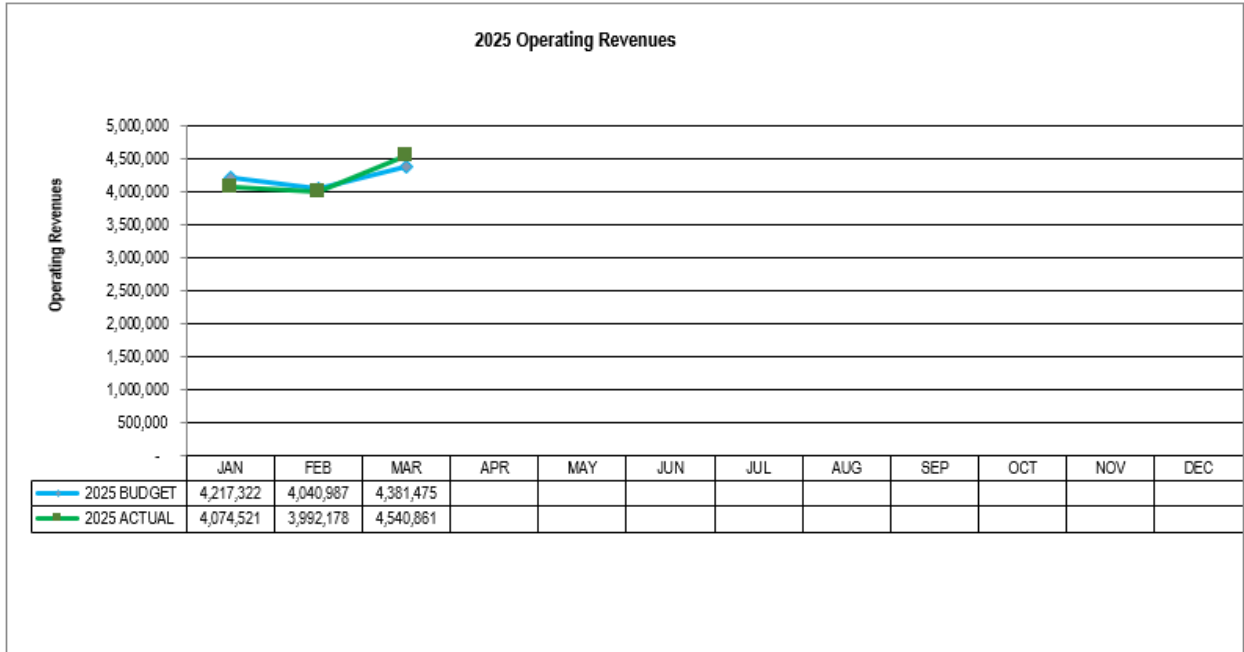 2025 Operating Revenues
Operating Revenues
5,000,000
4,500,000
4,000,000
3,500,000
3,000,000
2,500,000
2,000,000
1,500,000
1,000,000
500,000
-
JAN FEB MAR APR MAY JUN JUL AUG SEP OCT NOV DEC
2025 BUDGET 4,217,322 4,040,987 4,381,475
2025 ACTUAL 4,074,521 3,992,178 4,540,861